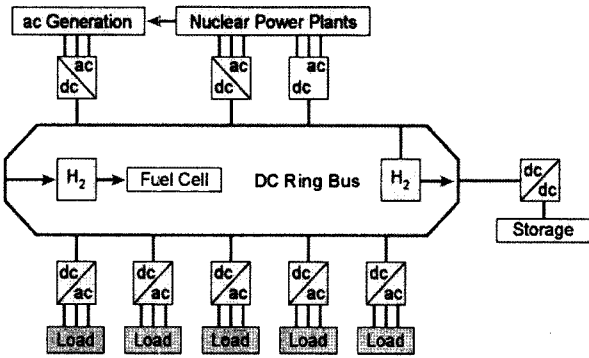 ac Generation
Nuclear Power Plants
ac
dc
ac
dc
ac
dc
H2
Fuel Cell
DC Ring Bus
H2
dc
dc
Storage
dc
ac
dc
ac
dc
ac
dc
ac
dc
ac
Load
Load
Load
Load
Load